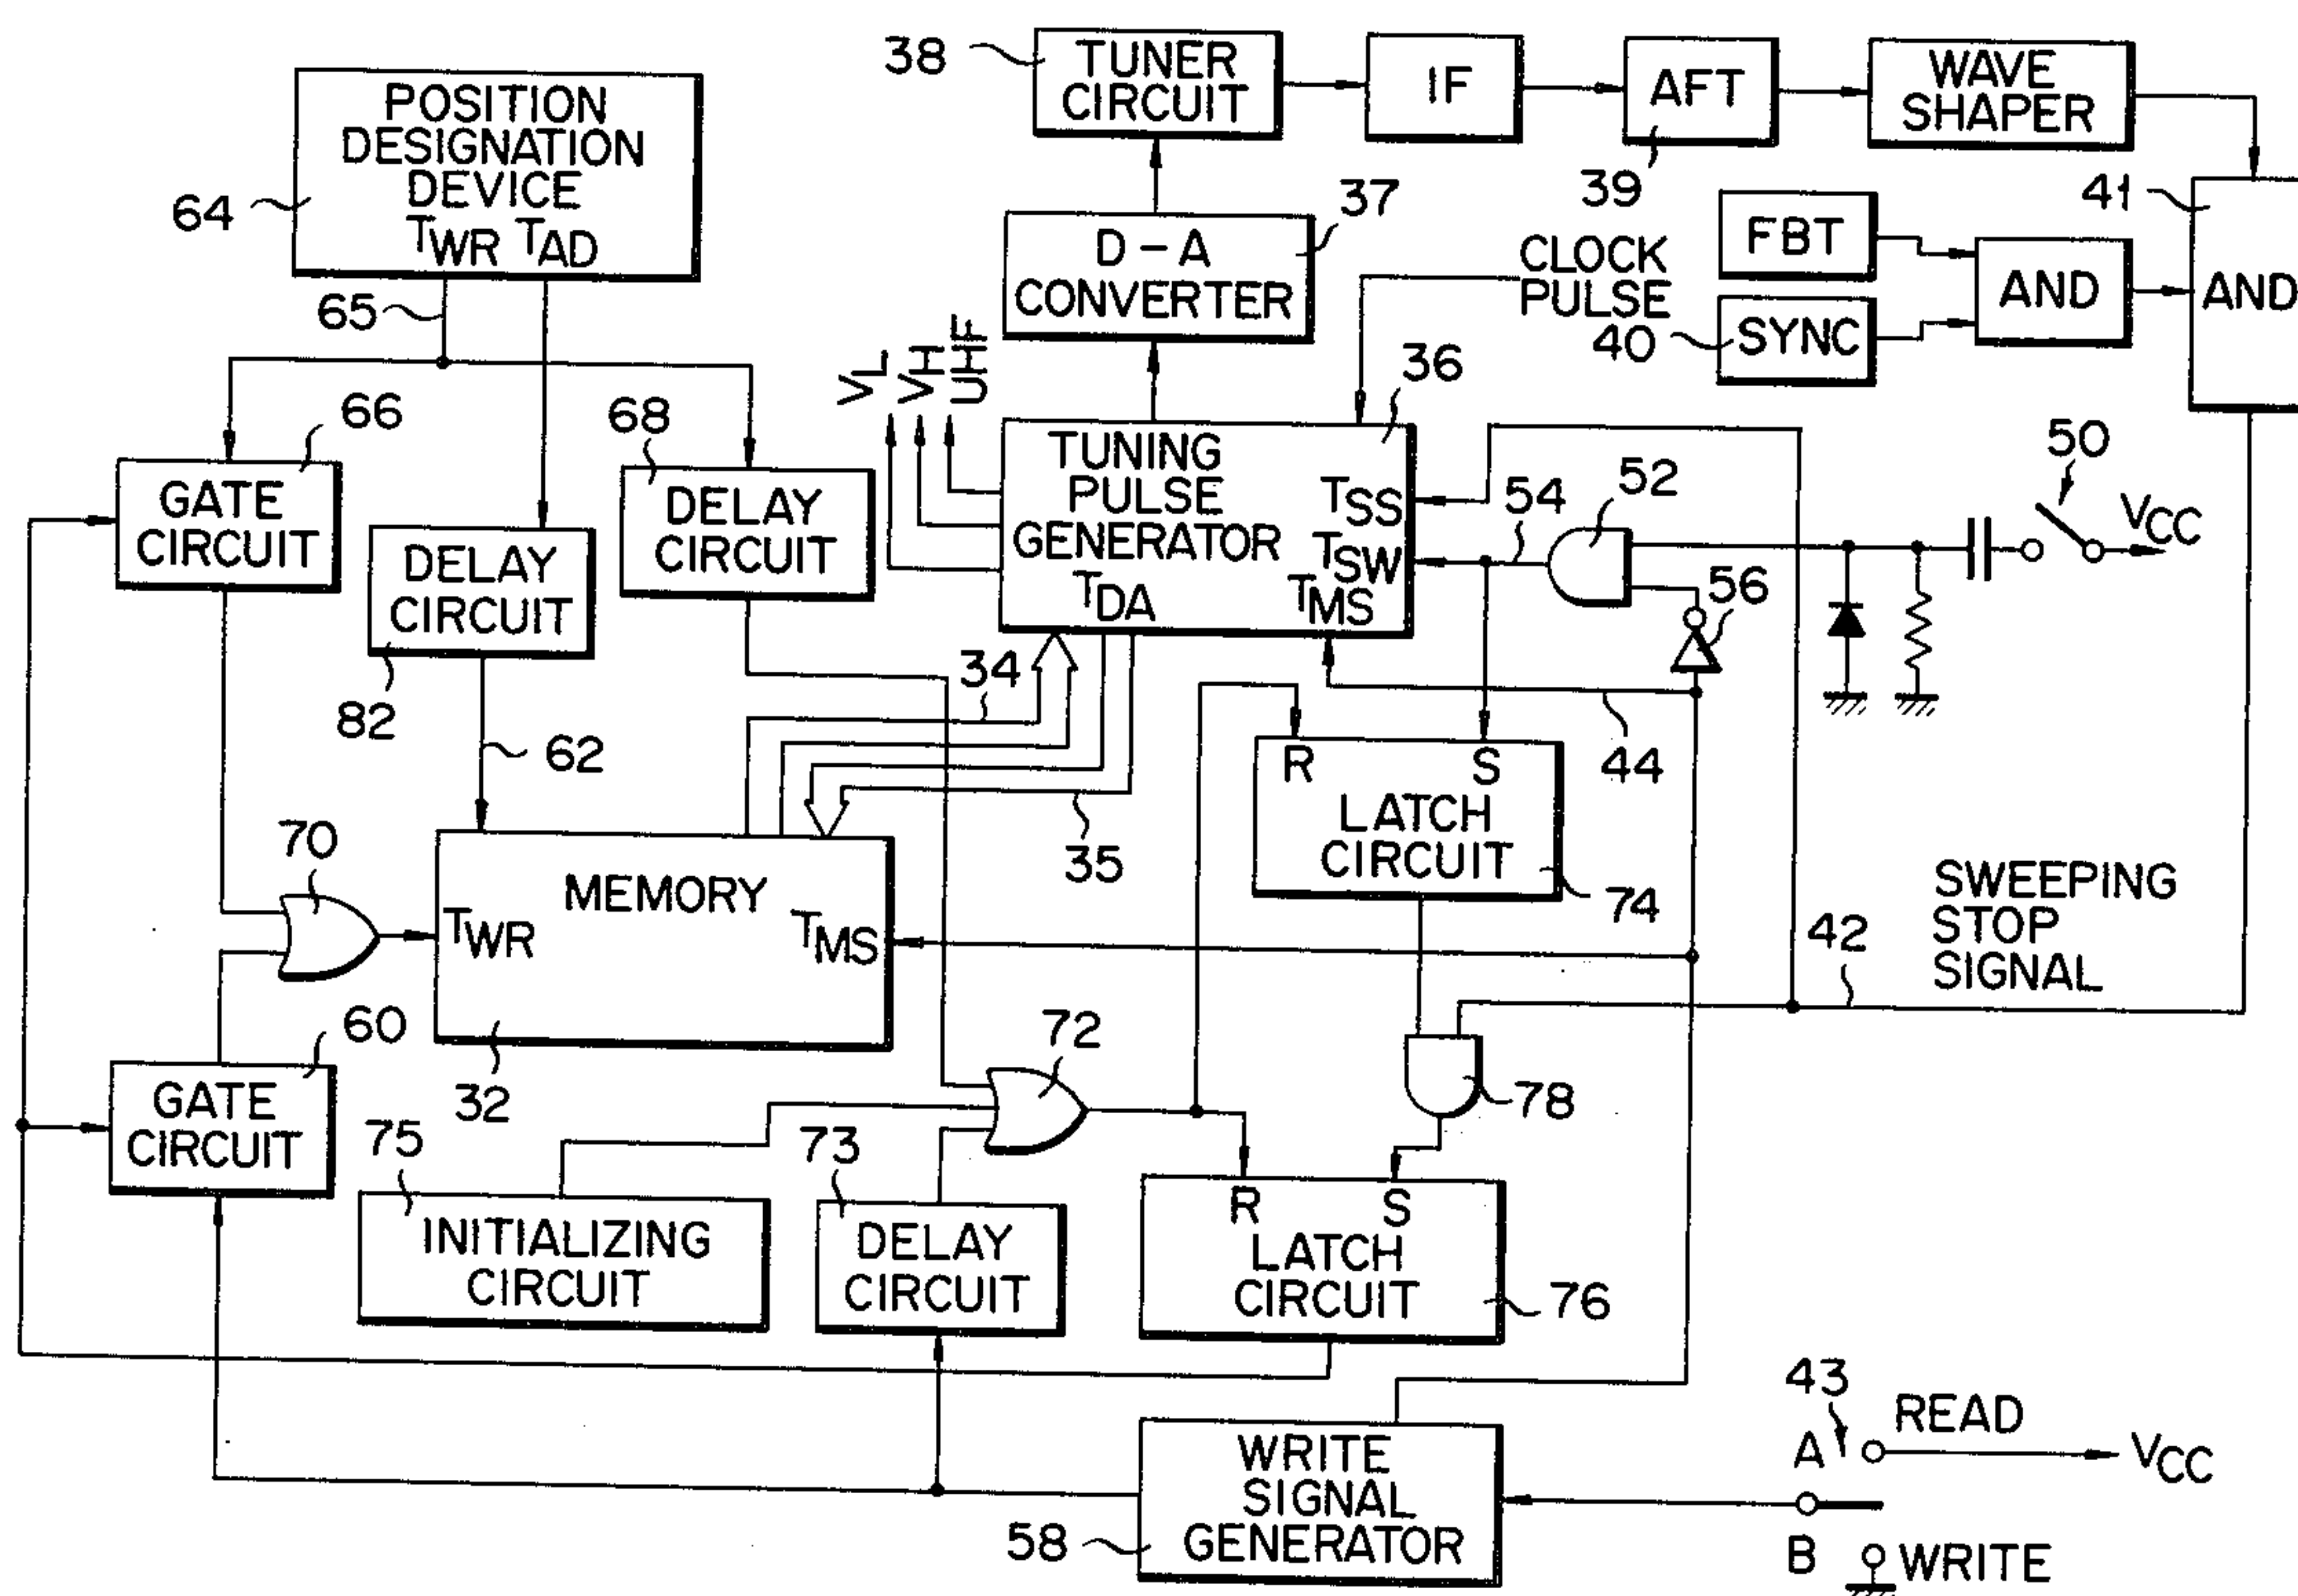 38
TUNER
CIRCUIT
IF
AFT
39
WAVE
SHAPER
POSITION
DESIGNATION
DEVICE
TWR TAD
64
65
D-A
CONVERTER
37
CLOCK
PULSE
FBT
SYNC
40
AND
41
AND
66
GATE
CIRCUIT
DELAY
CIRCUIT
82
68
DELAY
CIRCUIT
VL
VH
UHF
36
TUNING
PULSE
GENERATOR
TSS
TSW
TMS
TDA
54
52
56
50
VCC
34
35
62
44
R
S
LATCH
CIRCUIT
74
70
MEMORY
TWR
TMS
32
SWEEPING
STOP
SIGNAL
42
60
GATE
CIRCUIT
72
78
75
INITIALIZING
CIRCUIT
73
DELAY
CIRCUIT
R
S
LATCH
CIRCUIT
76
43
READ
A
VCC
B
WRITE
WRITE
SIGNAL
GENERATOR
58